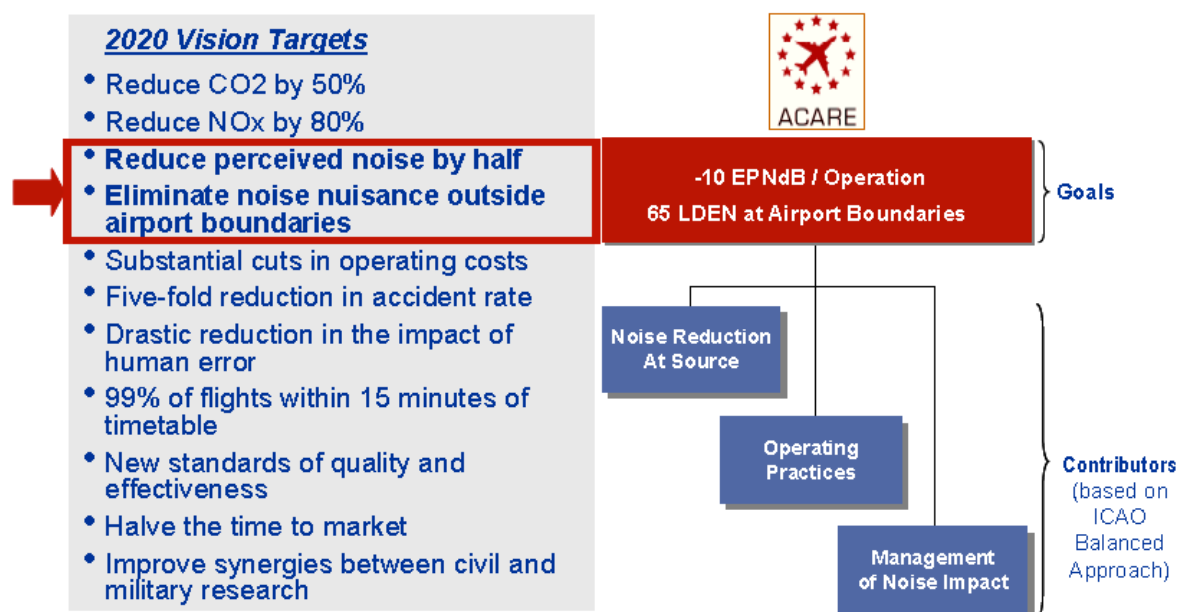 2020 Vision Targets
• Reduce CO2 by 50%
• Reduce NOx by 80%
• Reduce perceived noise by half
• Eliminate noise nuisance outside
airport boundaries
• Substantial cuts in operating costs
• Five-fold reduction in accident rate
• Drastic reduction in the impact of
human error
• 99% of flights within 15 minutes of
timetable
• New standards of quality and
effectiveness
• Halve the time to market
• Improve synergies between civil and
military research
ACARE
-10 EPNdB / Operation
65 LDEN at Airport Boundaries
Goals
Noise Reduction
At Source
Operating
Practices
Management
of Noise Impact
Contributors
(based on
ICAO
Balanced
Approach)